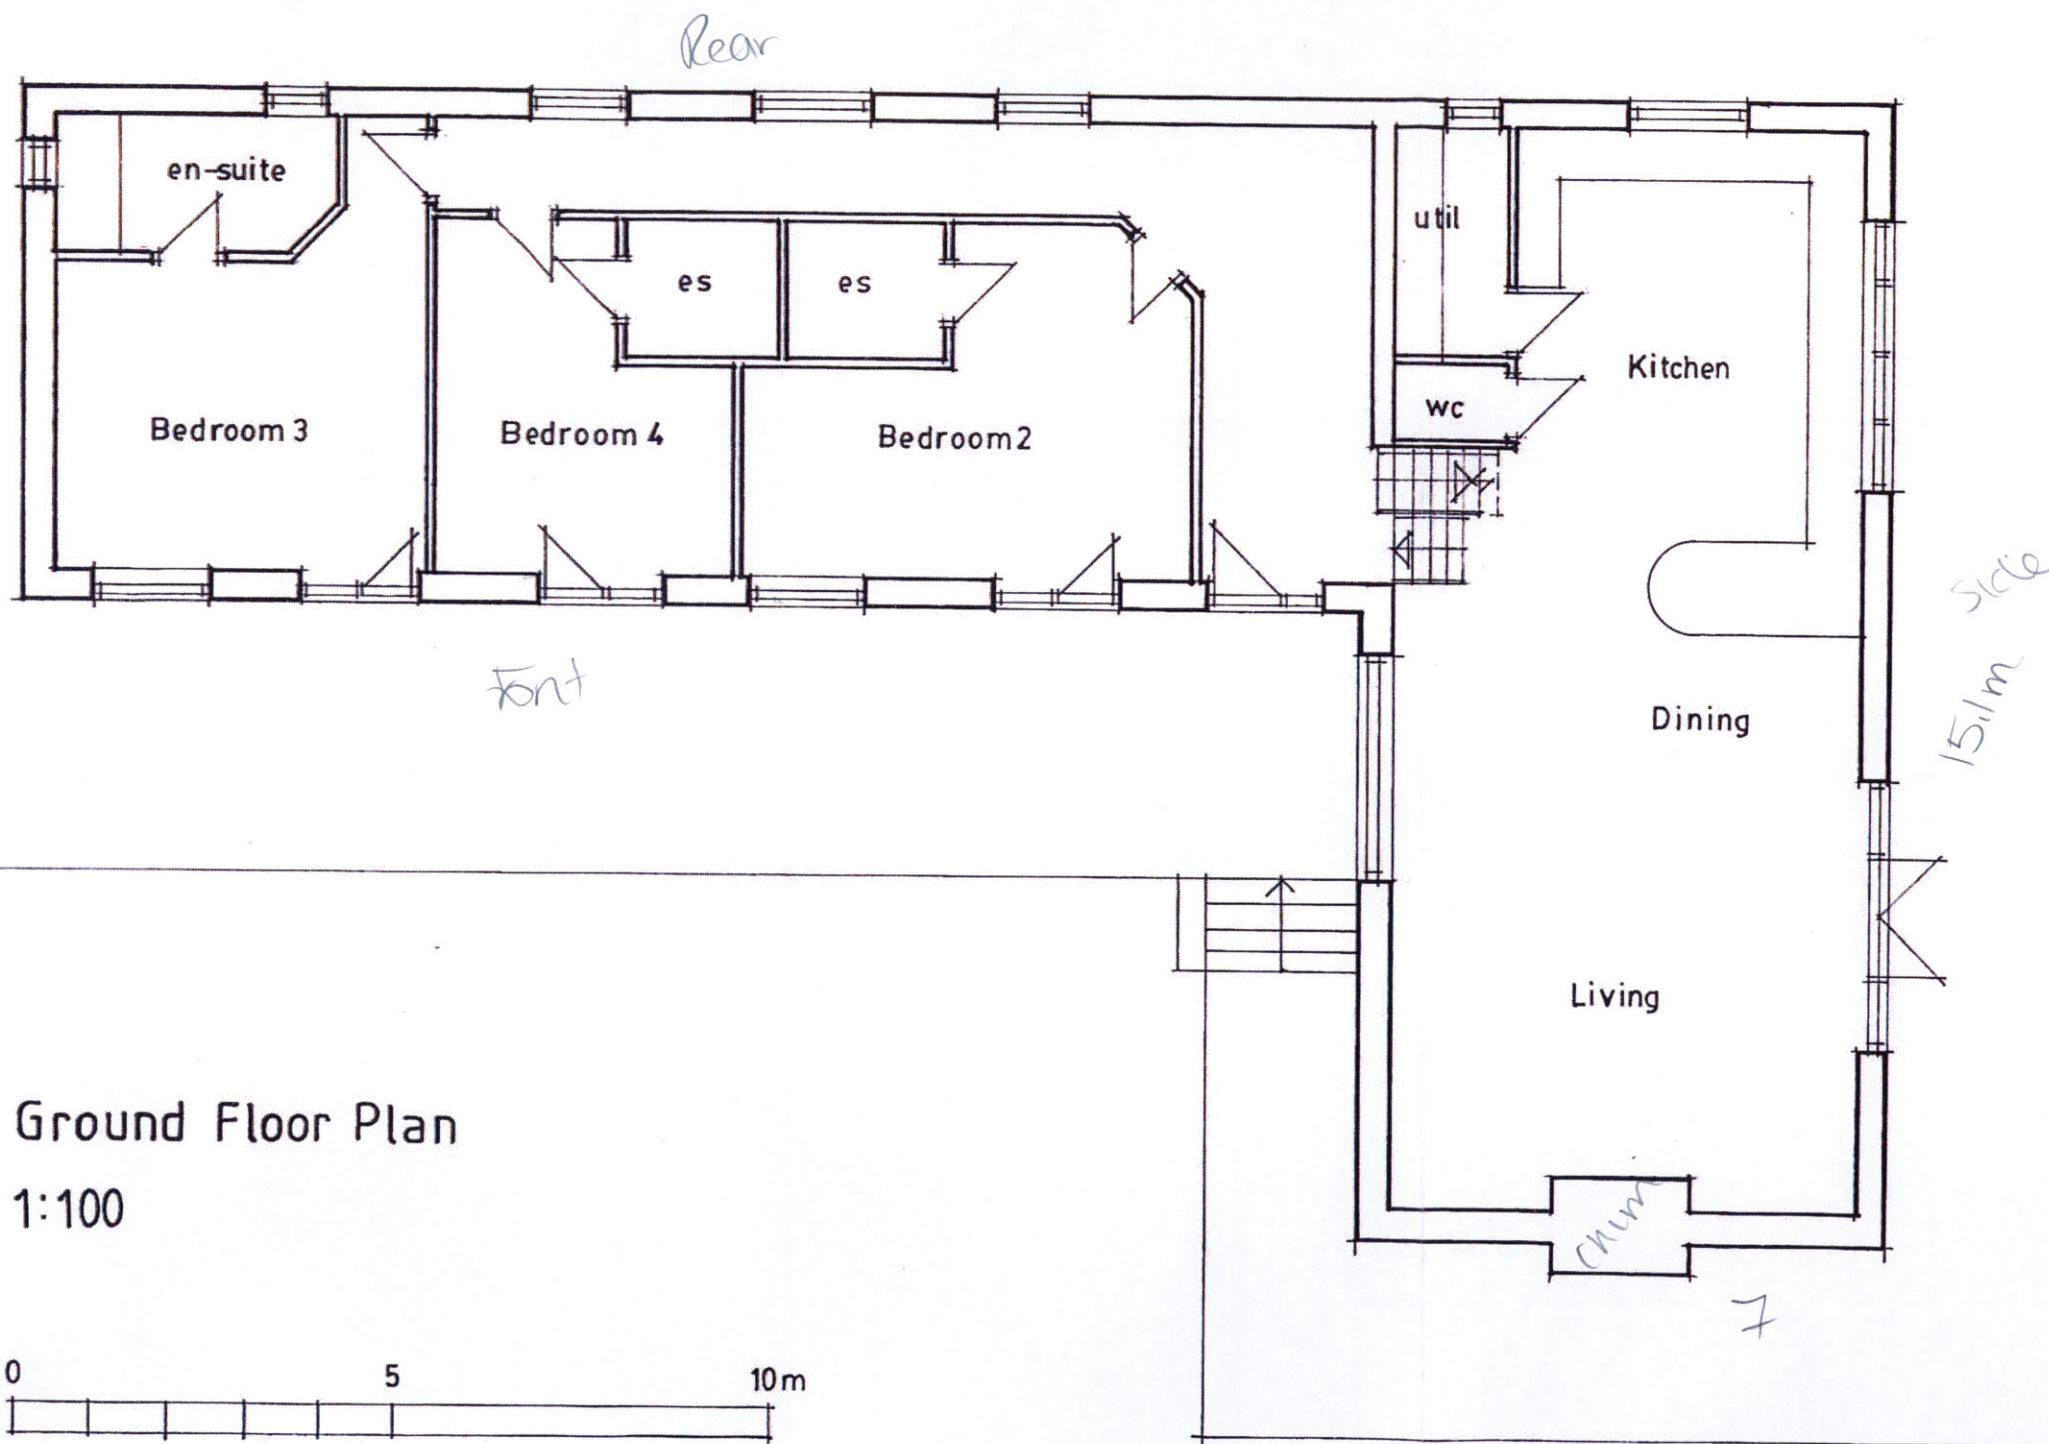 Rear
en-suite
util
es
es
Kitchen
wc
Bedroom 3
Bedroom 4
Bedroom 2
Side
15.1m
Font
Dining
Living
Ground Floor Plan
1:100
chim
7
0
5
10m